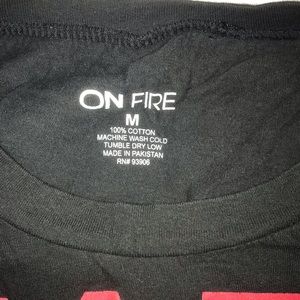 ON FIRE
M
100% COTTON
MACHINE WASH COLD
TUMBLE DRY LOW
MADE IN PAKISTAN
RN# 93906